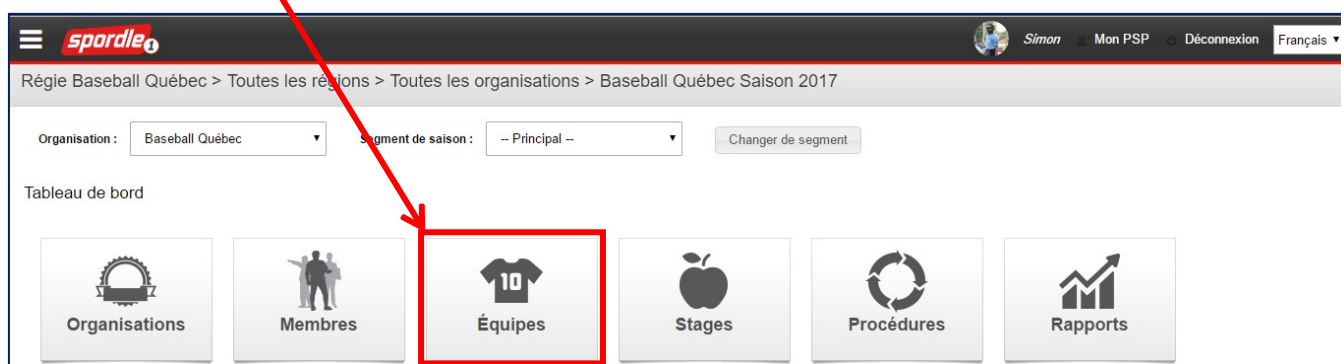 spordle1 Simon Mon PSP Déconnexion Français
Régie Baseball Québec > Toutes les régions > Toutes les organisations > Baseball Québec Saison 2017
Organisation : Baseball Québec Segment de saison : -- Principal -- Changer de segment
Tableau de bord
10
Organisations Membres Équipes Stages Procédures Rapports